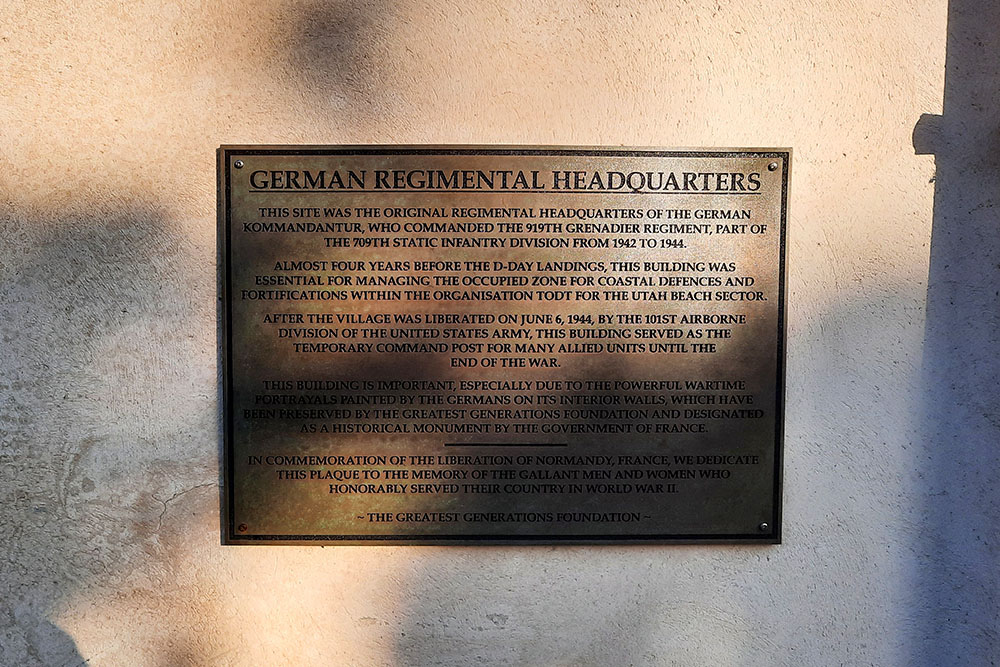 GERMAN REGIMENTAL HEADQUARTERS
THIS SITE WAS THE ORIGINAL REGIMENTAL HEADQUARTERS OF THE GERMAN
KOMMANDANTUR, WHO COMMANDED THE 919TH GRENADIER REGIMENT, PART OF
THE 709TH STATIC INFANTRY DIVISION FROM 1942 TO 1944.
ALMOST FOUR YEARS BEFORE THE D-DAY LANDINGS, THIS BUILDING WAS
ESSENTIAL FOR MANAGING THE OCCUPIED ZONE FOR COASTAL DEFENCES AND
FORTIFICATIONS WITHIN THE ORGANISATION TODT FOR THE UTAH BEACH SECTOR.
AFTER THE VILLAGE WAS LIBERATED ON JUNE 6, 1944, BY THE 101ST AIRBORNE
DIVISION OF THE UNITED STATES ARMY, THIS BUILDING SERVED AS THE
TEMPORARY COMMAND POST FOR MANY ALLIED UNITS UNTIL THE
END OF THE WAR.
THIS BUILDING IS IMPORTANT, ESPECIALLY DUE TO THE POWERFUL WARTIME
PORTRAYALS PAINTED BY THE GERMANS ON ITS INTERIOR WALLS, WHICH HAVE
BEEN PRESERVED BY THE GREATEST GENERATIONS FOUNDATION AND DESIGNATED
AS A HISTORICAL MONUMENT BY THE GOVERNMENT OF FRANCE.
IN COMMEMORATION OF THE LIBERATION OF NORMANDY, FRANCE, WE DEDICATE
THIS PLAQUE TO THE MEMORY OF THE GALLANT MEN AND WOMEN WHO
HONORABLY SERVED THEIR COUNTRY IN WORLD WAR II.
~ THE GREATEST GENERATIONS FOUNDATION ~